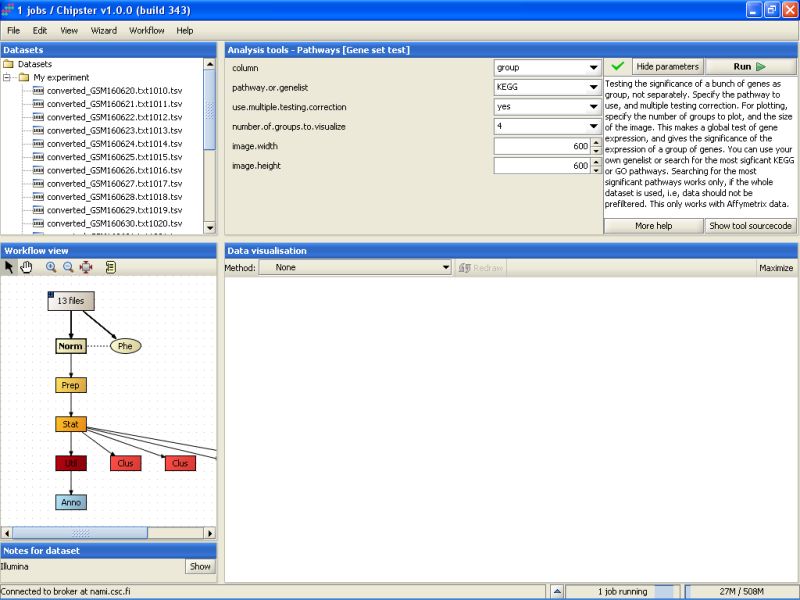 1 jobs / Chipster v1.0.0 (build 343)
File Edit View Wizard Workflow Help
Datasets
Datasets
My experiment
converted_GSM160620.txt1010.tsv
converted_GSM160621.txt1011.tsv
converted_GSM160622.txt1012.tsv
converted_GSM160623.txt1013.tsv
converted_GSM160624.txt1014.tsv
converted_GSM160625.txt1015.tsv
converted_GSM160626.txt1016.tsv
converted_GSM160627.txt1017.tsv
converted_GSM160628.txt1018.tsv
converted_GSM160629.txt1019.tsv
converted_GSM160630.txt1020.tsv
Analysis tools - Pathways [Gene set test]
column group
pathway.or.genelist KEGG
use.multiple.testing.correction yes
number.of.groups.to.visualize 4
image.width 600
image.height 600
Hide parameters Run
Testing the significance of a bunch of genes as
group, not separately. Specify the pathway to
use, and multiple testing correction. For plotting,
specify the number of groups to plot, and the size
of the image. This makes a global test of gene
expression, and gives the significance of the
expression of a group of genes. You can use your
own genelist or search for the most sigficant KEGG
or GO pathways. Searching for the most
significant pathways works only, if the whole
dataset is used, i.e, data should not be
prefiltered. This only works with Affymetrix data.
More help Show tool sourcecode
Workflow view
13 files
Norm Phe
Prep
Stat
Util Clus Clus
Anno
Data visualisation
Method: None Redraw Maximize
Notes for dataset
Illumina Show
Connected to broker at nami.csc.fi 1 job running 27M / 508M